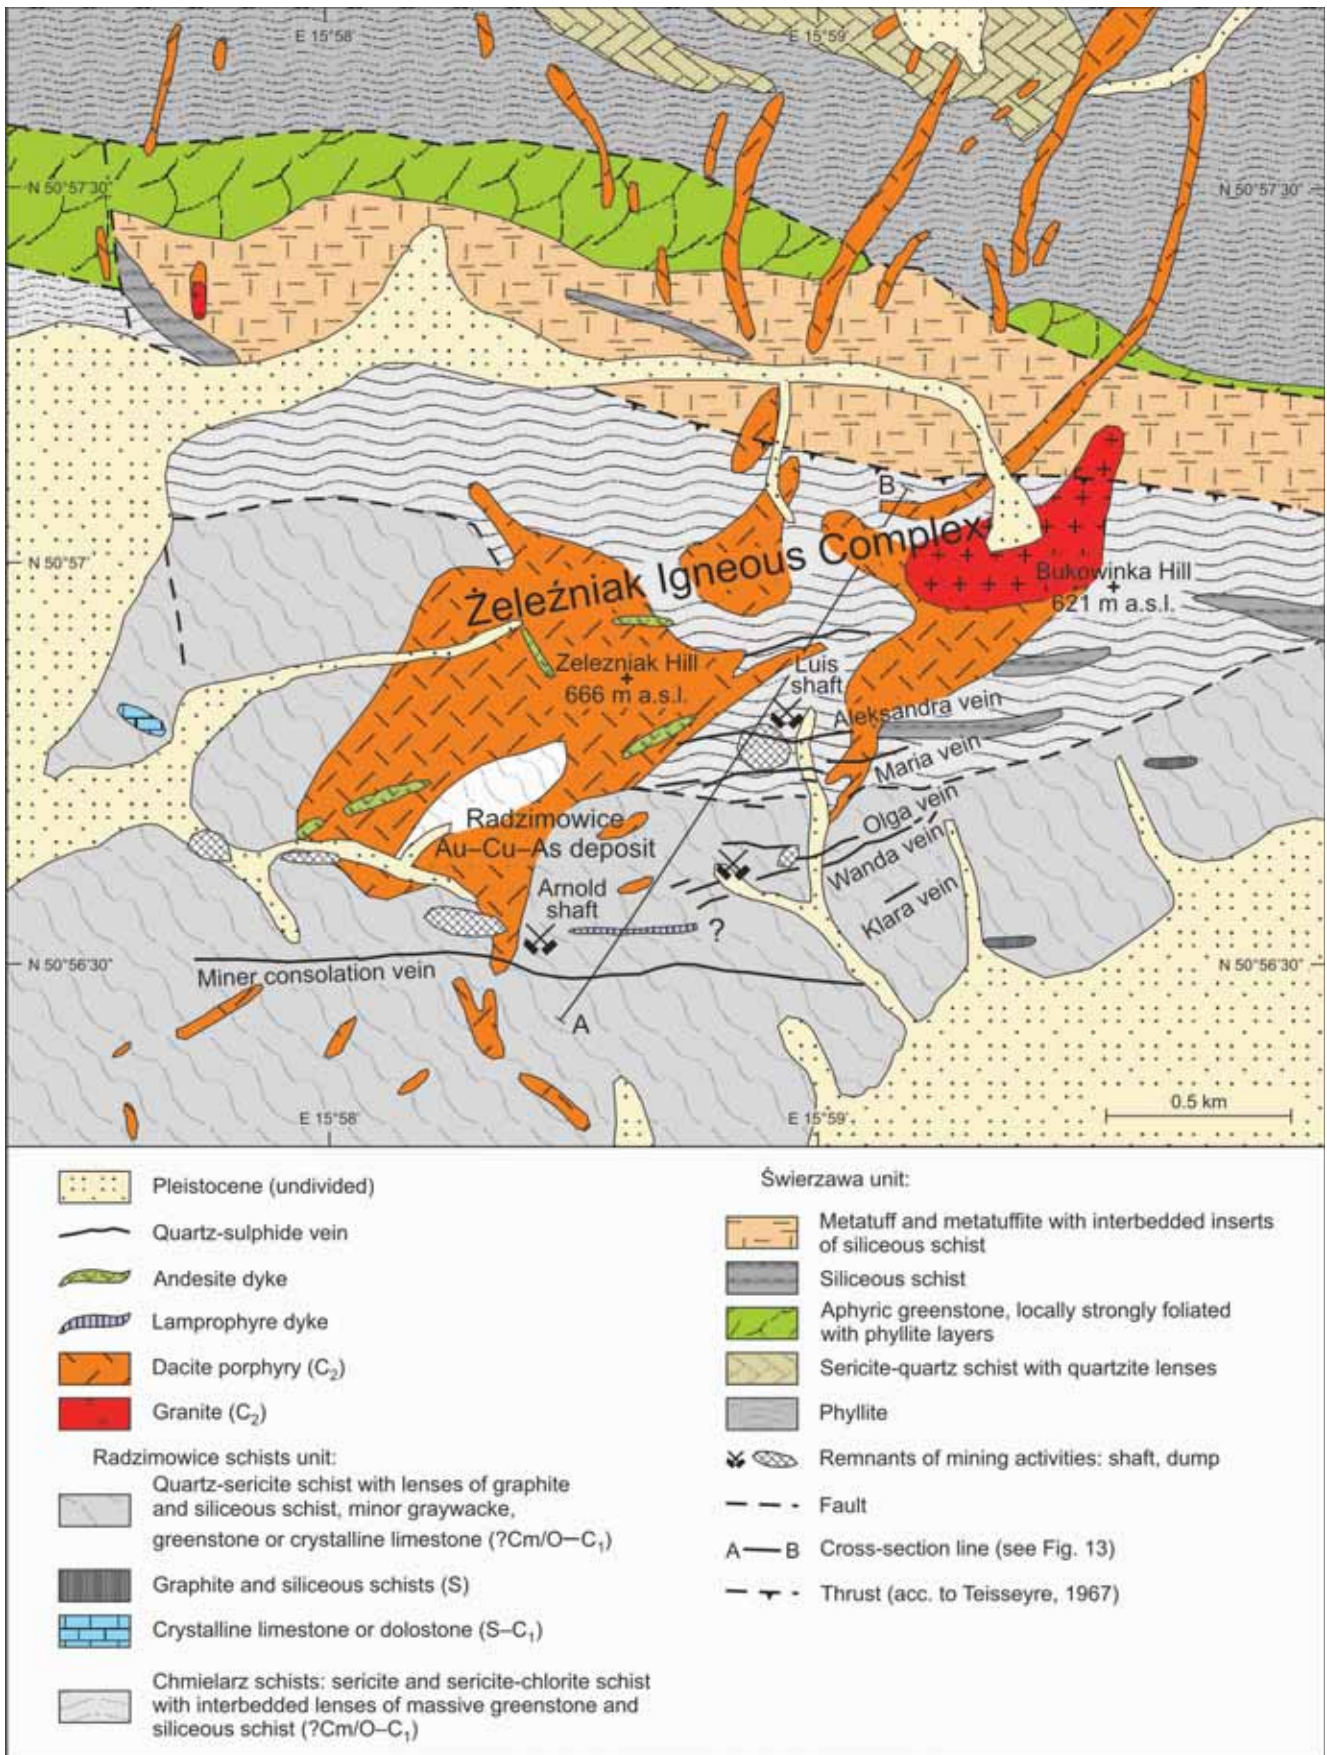 E 15°58'
E 15°59'
N 50°57'30"
N 50°57'30"
B
Żeleźniak Igneous Complex
N 50°57'
Bukowinka Hill
621 m a.s.l.
Zelezniak Hill
666 m a.s.l.
Luis
shaft
Aleksandra vein
Maria vein
Radzimowice
Au–Cu–As deposit
Olga vein
Wanda vein
Klara vein
Arnold
shaft
?
N 50°56'30"
N 50°56'30"
Miner consolation vein
A
E 15°58'
E 15°59'
0.5 km
Pleistocene (undivided)
Quartz-sulphide vein
Andesite dyke
Lamprophyre dyke
Dacite porphyry (C2)
Granite (C2)
Radzimowice schists unit:
Quartz-sericite schist with lenses of graphite
and siliceous schist, minor graywacke,
greenstone or crystalline limestone (?Cm/O–C1)
Graphite and siliceous schists (S)
Crystalline limestone or dolostone (S–C1)
Chmielarz schists: sericite and sericite-chlorite schist
with interbedded lenses of massive greenstone and
siliceous schist (?Cm/O–C1)
Świerzawa unit:
Metatuff and metatuffite with interbedded inserts
of siliceous schist
Siliceous schist
Aphyric greenstone, locally strongly foliated
with phyllite layers
Sericite-quartz schist with quartzite lenses
Phyllite
Remnants of mining activities: shaft, dump
Fault
A B Cross-section line (see Fig. 13)
Thrust (acc. to Teisseyre, 1967)